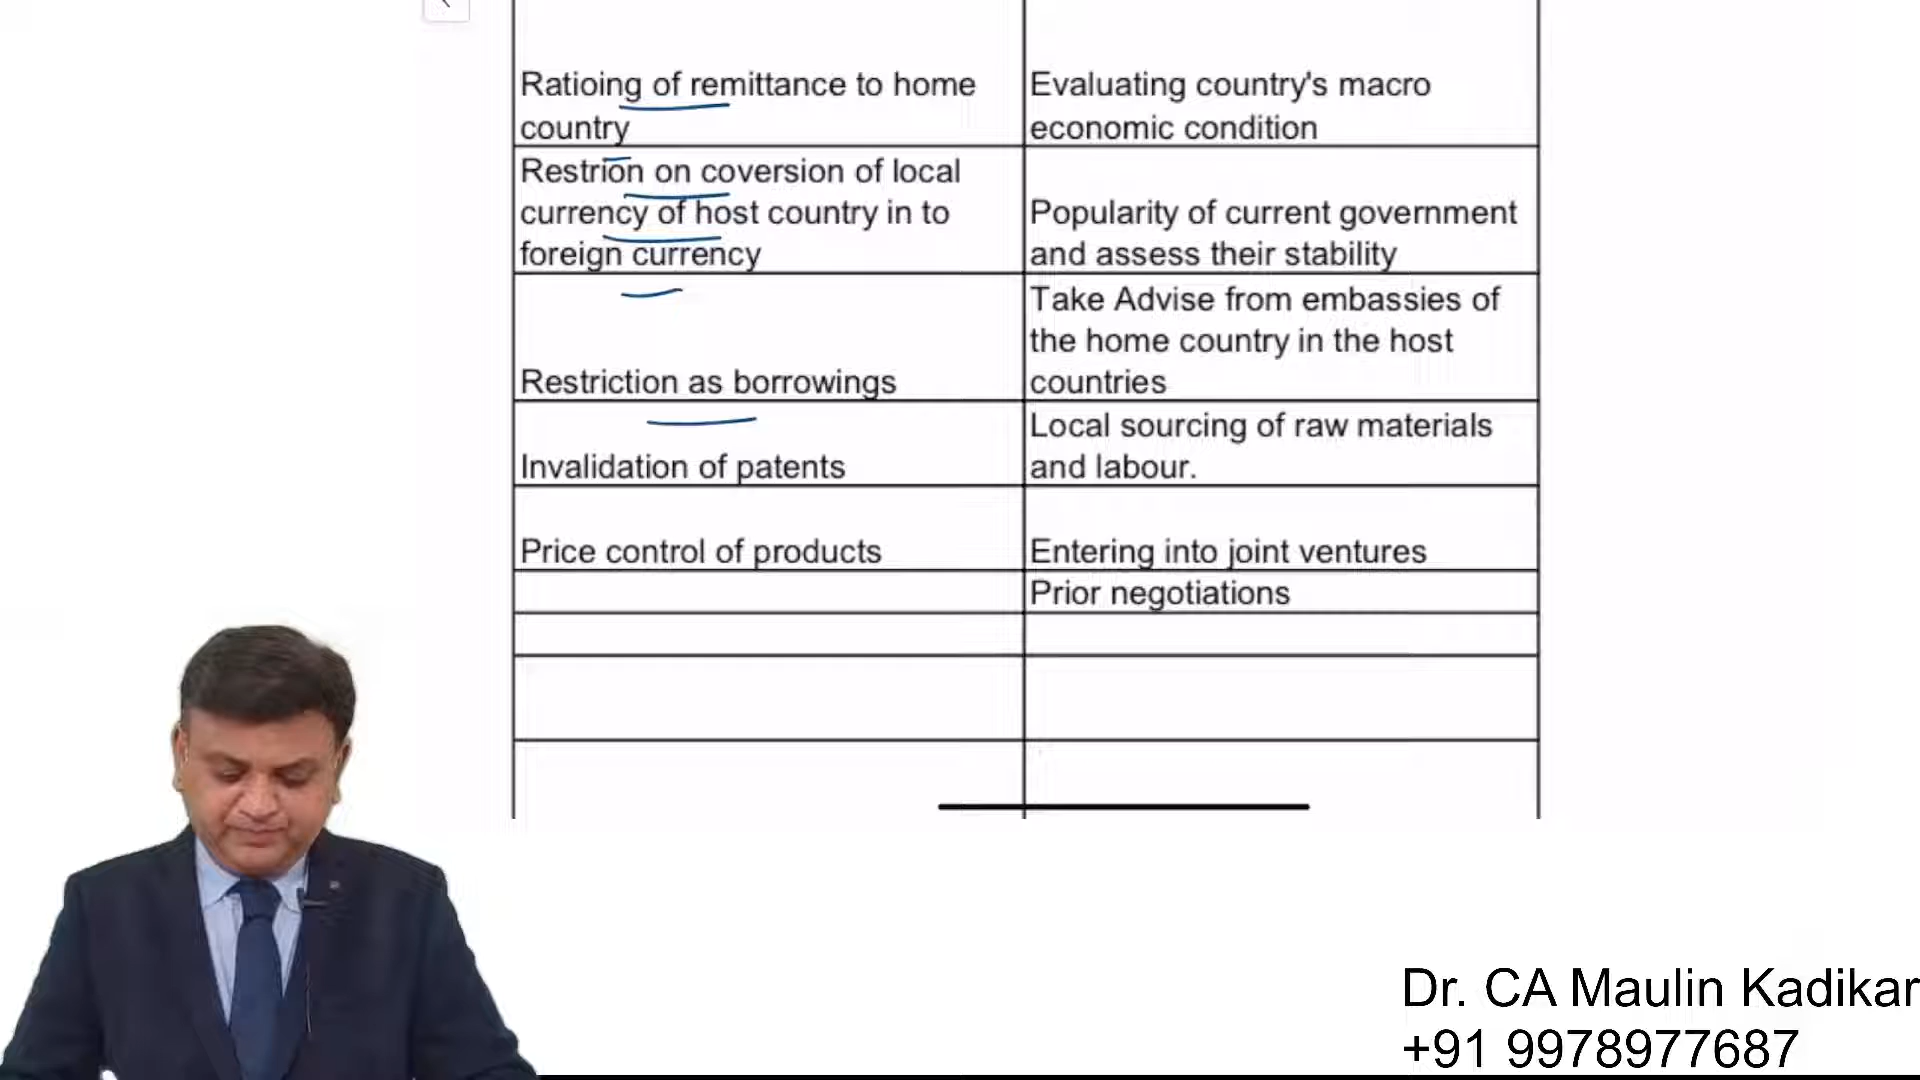 Ratioing of remittance to home
country
Evaluating country's macro
economic condition
Restrion on coversion of local
currency of host country in to
foreign currency
Popularity of current government
and assess their stability
Restriction as borrowings
Take Advise from embassies of
the home country in the host
countries
Invalidation of patents
Local sourcing of raw materials
and labour.
Price control of products
Entering into joint ventures
Prior negotiations
Dr. CA Maulin Kadikar
+91 9978977687